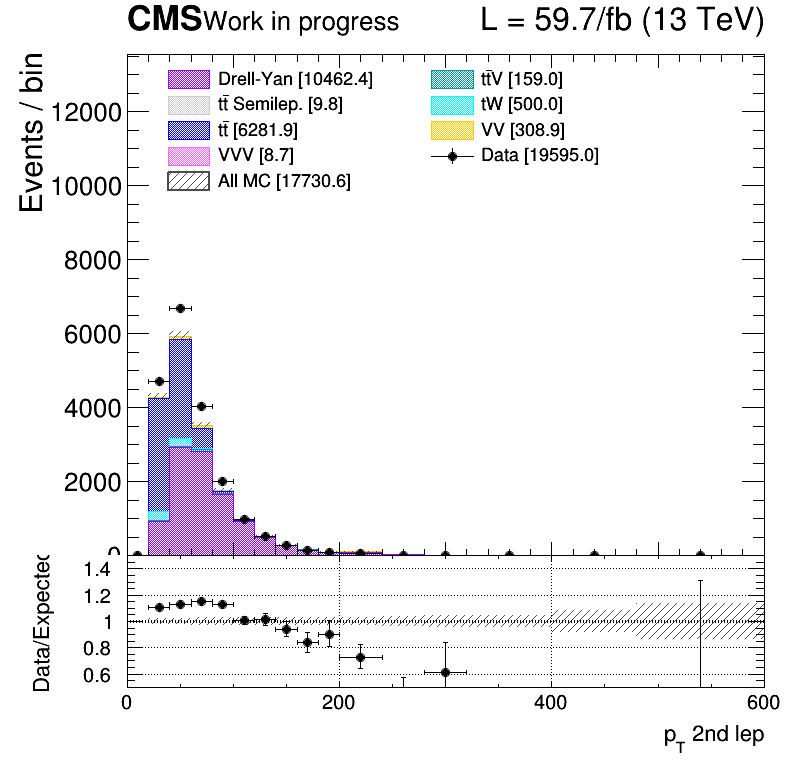 CMS Work in progress L = 59.7/fb (13 TeV)
Events / bin
12000
10000
8000
6000
4000
2000
0
Drell-Yan [10462.4]
tt̄ Semilep. [9.8]
tt̄ [6281.9]
VVV [8.7]
All MC [17730.6]
tt̄V [159.0]
tW [500.0]
VV [308.9]
Data [19595.0]
Data/Expected
1.4
1.2
1
0.8
0.6
0 200 400 600
p_T 2nd lep